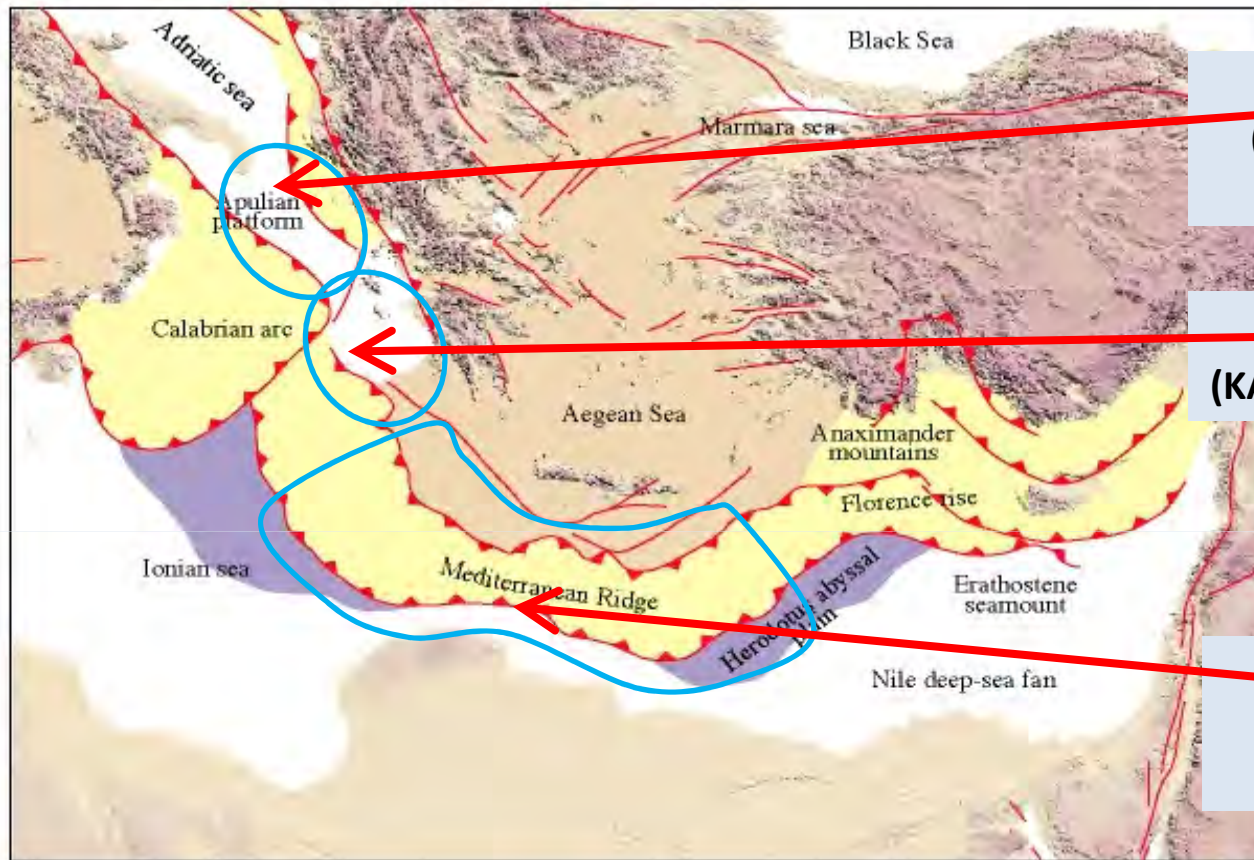 Black Sea
Adriatic sea
Marmara sea
(
Apulian
platform
Calabrian arc
(KA
Aegean Sea
Anaximander
mountains
Florence rise
Ionian sea
Mediterranean Ridge
Herodotus abyssal
plain
Erathostene
seamount
Nile deep-sea fan